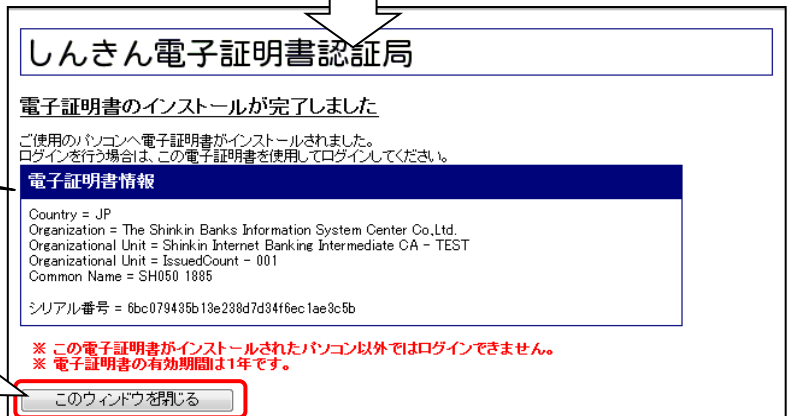 しんきん電子証明書認証局
電子証明書のインストールが完了しました
ご使用のパソコンへ電子証明書がインストールされました。
ログインを行う場合は、この電子証明書を使用してログインしてください。
電子証明書情報
Country = JP
Organization = The Shinkin Banks Information System Center Co,Ltd.
Organizational Unit = Shinkin Internet Banking Intermediate CA - TEST
Organizational Unit = IssuedCount - 001
Common Name = SH050 1885
シリアル番号 = 6bc079435b13e238d7d34f6ec1ae3c5b
※ この電子証明書がインストールされたパソコン以外ではログインできません。
※ 電子証明書の有効期間は1年です。
このウィンドウを閉じる